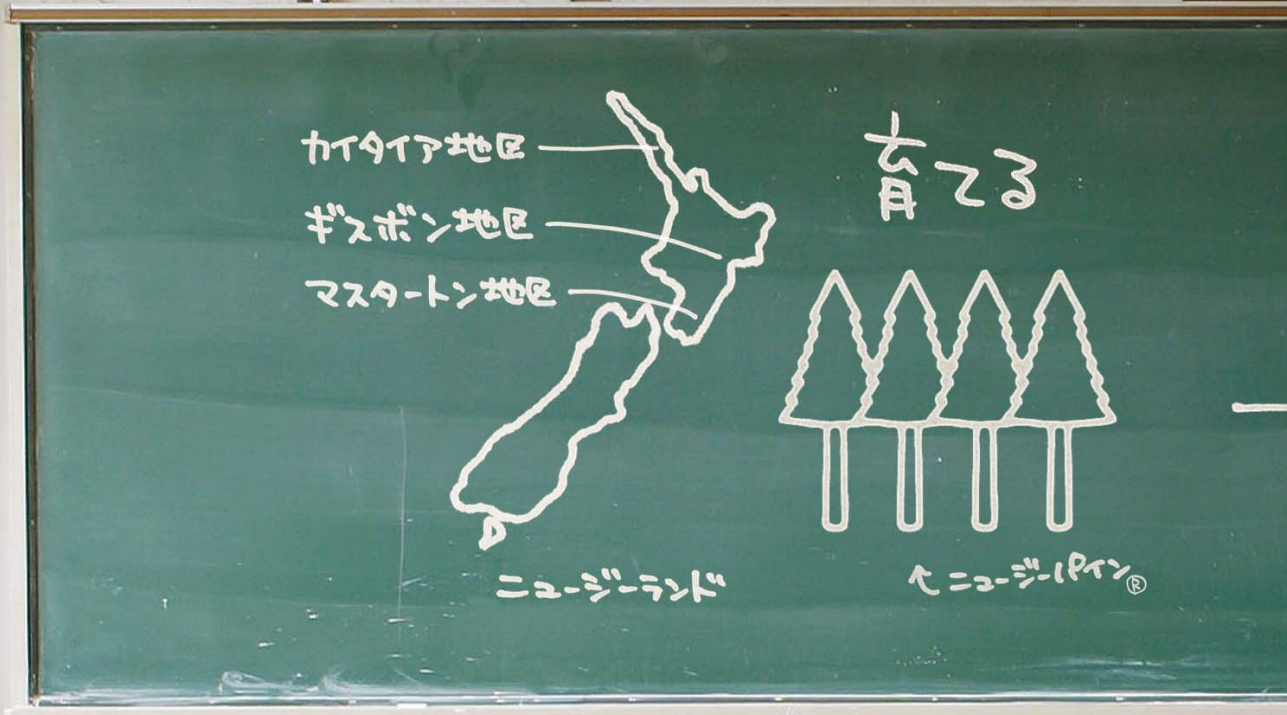 カイタイア地区
ギスボン地区
マスタートン地区
ニュージーランド
育てる
↑ニュージーパイン®